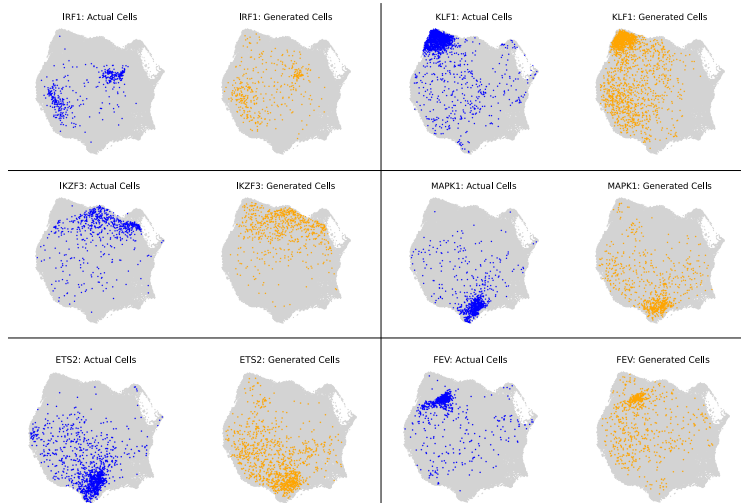 IRF1: Actual Cells
IRF1: Generated Cells
KLF1: Actual Cells
KLF1: Generated Cells
IKZF3: Actual Cells
IKZF3: Generated Cells
MAPK1: Actual Cells
MAPK1: Generated Cells
ETS2: Actual Cells
ETS2: Generated Cells
FEV: Actual Cells
FEV: Generated Cells